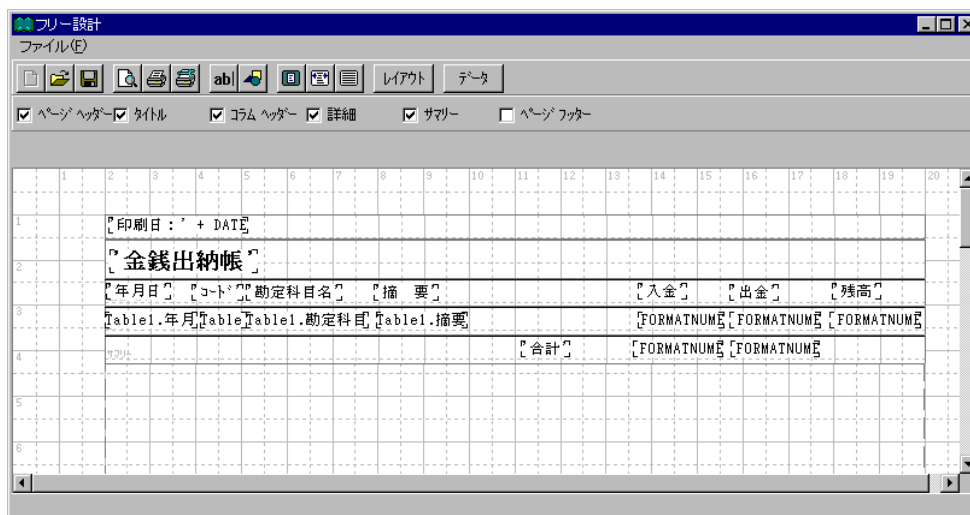 フリー設計
ファイル(F)
ab| レイアウト データ
ページ ヘッダー タイトル コラム ヘッダー 詳細 サマリー ページ フッター
1 2 3 4 5 6 7 8 9 10 11 12 13 14 15 16 17 18 19 20
1 '印刷日：' + DATE
2 '金銭出納帳'
'年月日' 'コード' '勘定科目名' '摘　要' '入金' '出金' '残高'
3 Table1.年月 Table Table1.勘定科目 Table1.摘要 FORMATNUME FORMATNUME FORMATNUME
4 サマリー '合計' FORMATNUME FORMATNUME
5
6